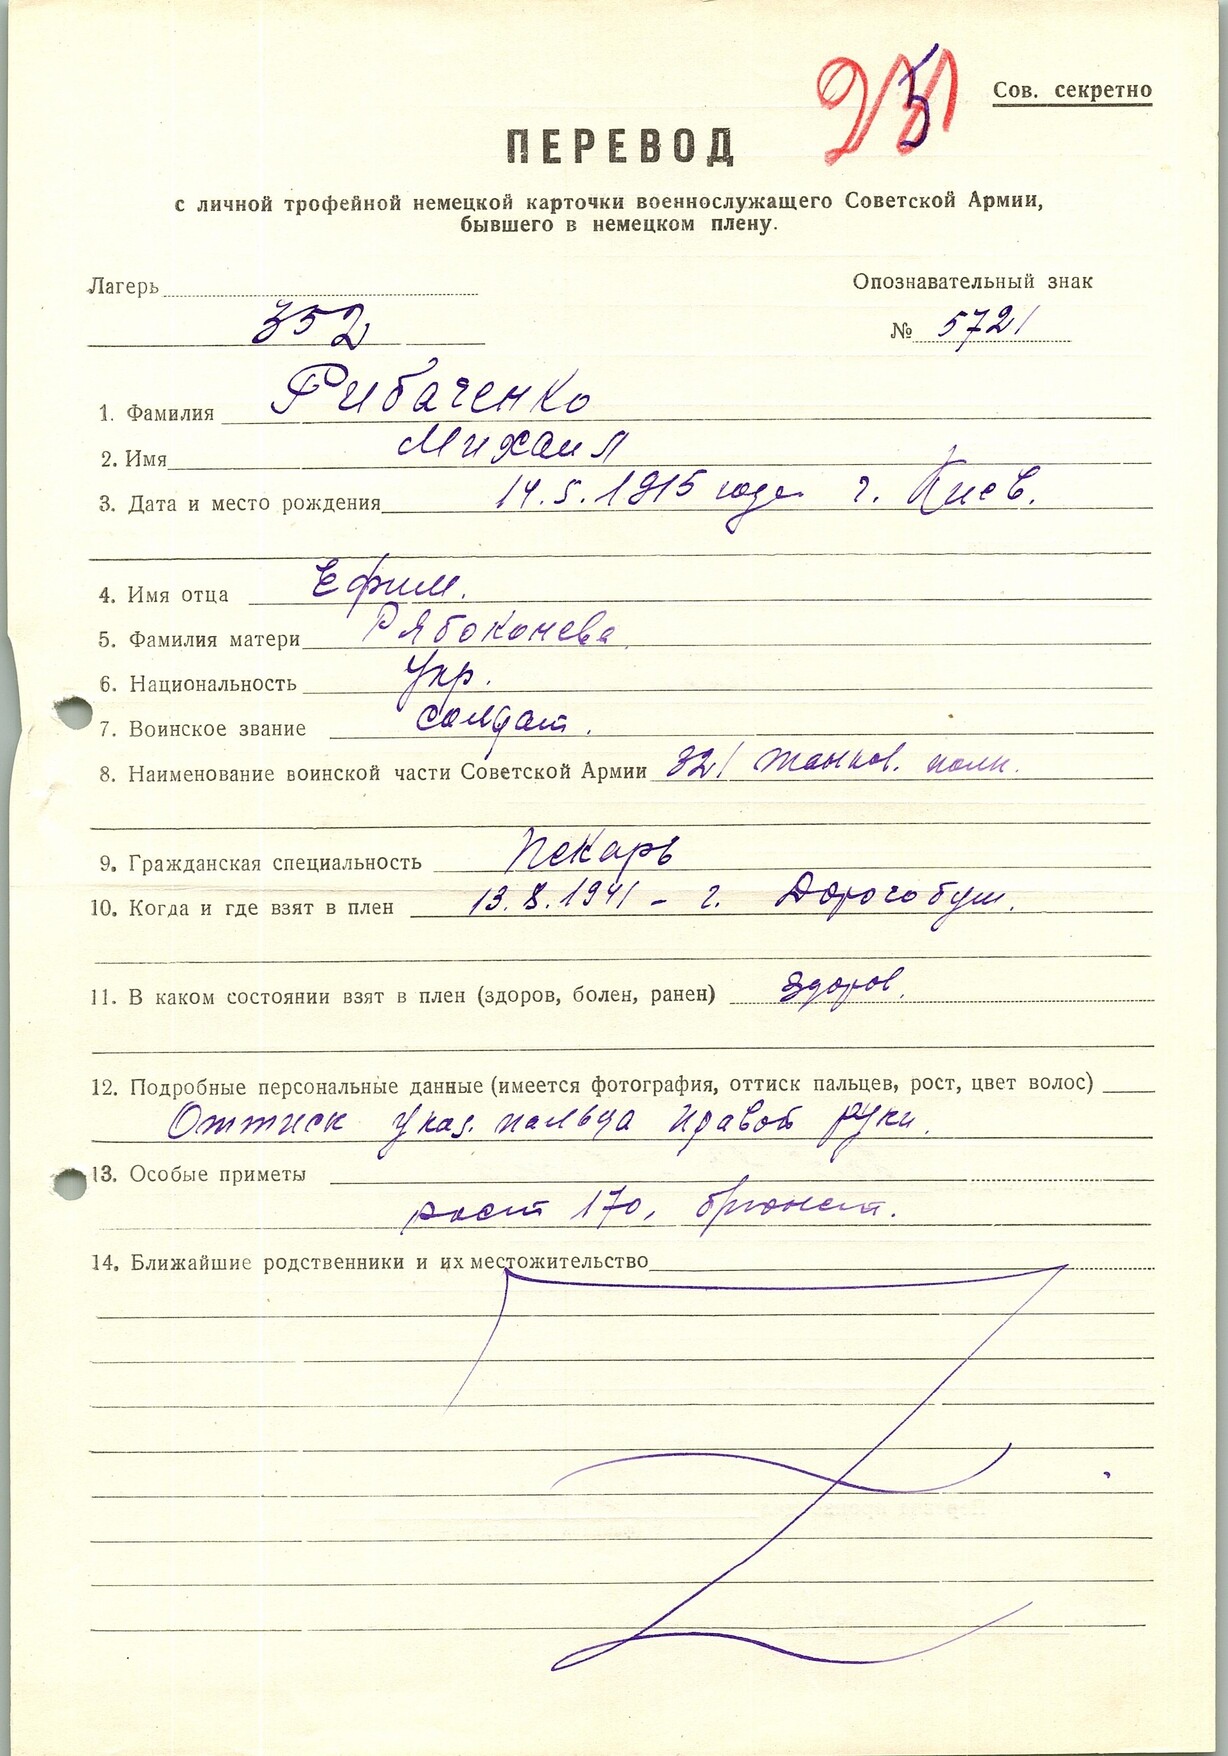 Сов. секретно
ПЕРЕВОД
с личной трофейной немецкой карточки военнослужащего Советской Армии,
бывшего в немецком плену.
Лагерь
Опознавательный знак
352
№ 5721
1. Фамилия Рибаченко
2. Имя Михаил
3. Дата и место рождения 14.5.1915 года г. Киев.
4. Имя отца Ефим.
5. Фамилия матери Рябоконева.
6. Национальность Укр.
7. Воинское звание солдат.
8. Наименование воинской части Советской Армии 321 танков. полк.
9. Гражданская специальность Пекарь
10. Когда и где взят в плен 13.8.1941 - г. Дорогобуш.
11. В каком состоянии взят в плен (здоров, болен, ранен) здоров.
12. Подробные персональные данные (имеется фотография, оттиск пальцев, рост, цвет волос)
Оттиск указ. пальца правой руки.
13. Особые приметы
рост 170, брюнет.
14. Ближайшие родственники и их местожительство